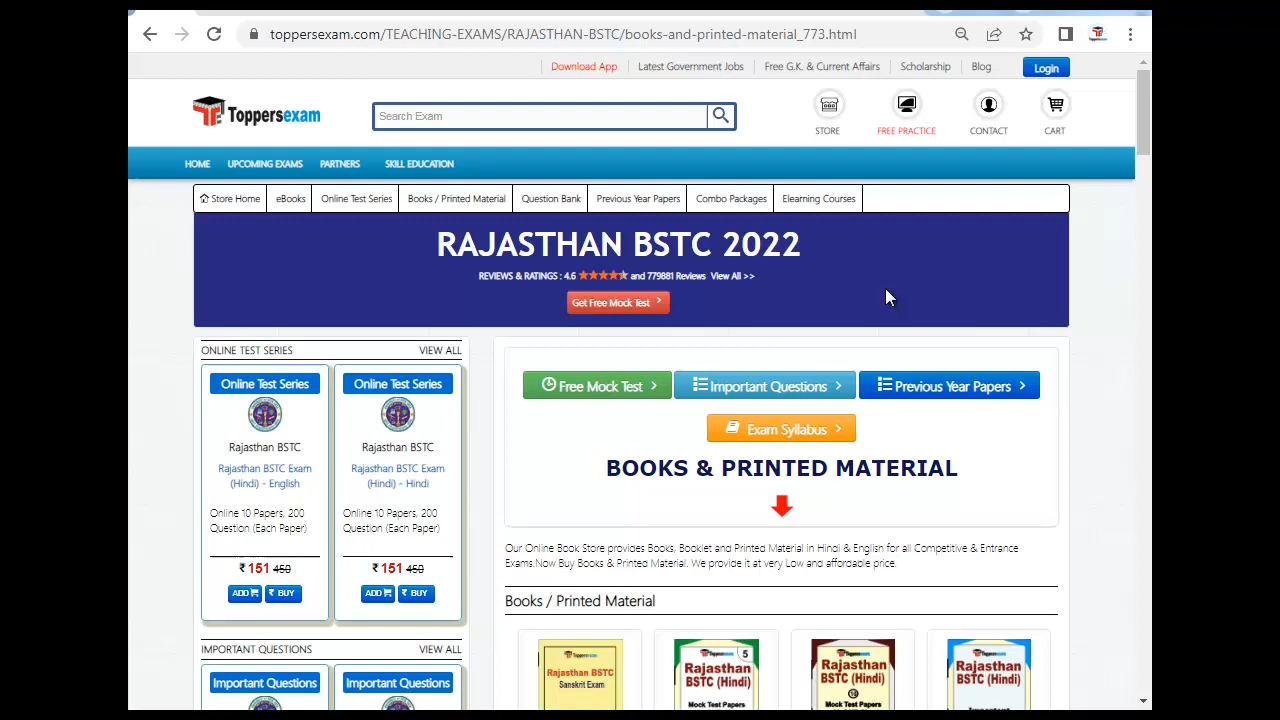 toppersexam.com/TEACHING-EXAMS/RAJASTHAN-BSTC/books-and-printed-material_773.html
Download App Latest Government Jobs Free G.K. & Current Affairs Scholarship Blog Login
Toppersexam Search Exam
STORE FREE PRACTICE CONTACT CART
HOME UPCOMING EXAMS PARTNERS SKILL EDUCATION
Store Home eBooks Online Test Series Books / Printed Material Question Bank Previous Year Papers Combo Packages Elearning Courses
RAJASTHAN BSTC 2022
REVIEWS & RATINGS : 4.6 and 779881 Reviews View All >>
Get Free Mock Test
ONLINE TEST SERIES VIEW ALL
Online Test Series
Rajasthan BSTC
Rajasthan BSTC Exam
(Hindi) - English
Online 10 Papers, 200
Question (Each Paper)
₹ 151 450
ADD ₹ BUY
Online Test Series
Rajasthan BSTC
Rajasthan BSTC Exam
(Hindi) - Hindi
Online 10 Papers, 200
Question (Each Paper)
₹ 151 450
ADD ₹ BUY
IMPORTANT QUESTIONS VIEW ALL
Important Questions Important Questions
Free Mock Test Important Questions Previous Year Papers
Exam Syllabus
BOOKS & PRINTED MATERIAL
Our Online Book Store provides Books, Booklet and Printed Material in Hindi & English for all Competitive & Entrance
Exams.Now Buy Books & Printed Material. We provide it at very Low and affordable price.
Books / Printed Material
Toppersexam
Rajasthan BSTC
Sanskrit Exam
Toppersexam 5
Rajasthan
BSTC (Hindi)
Mock Test Papers
Toppersexam
Rajasthan
BSTC (Hindi)
10
Mock Test Papers
Toppersexam
Rajasthan
BSTC (Hindi)
Important